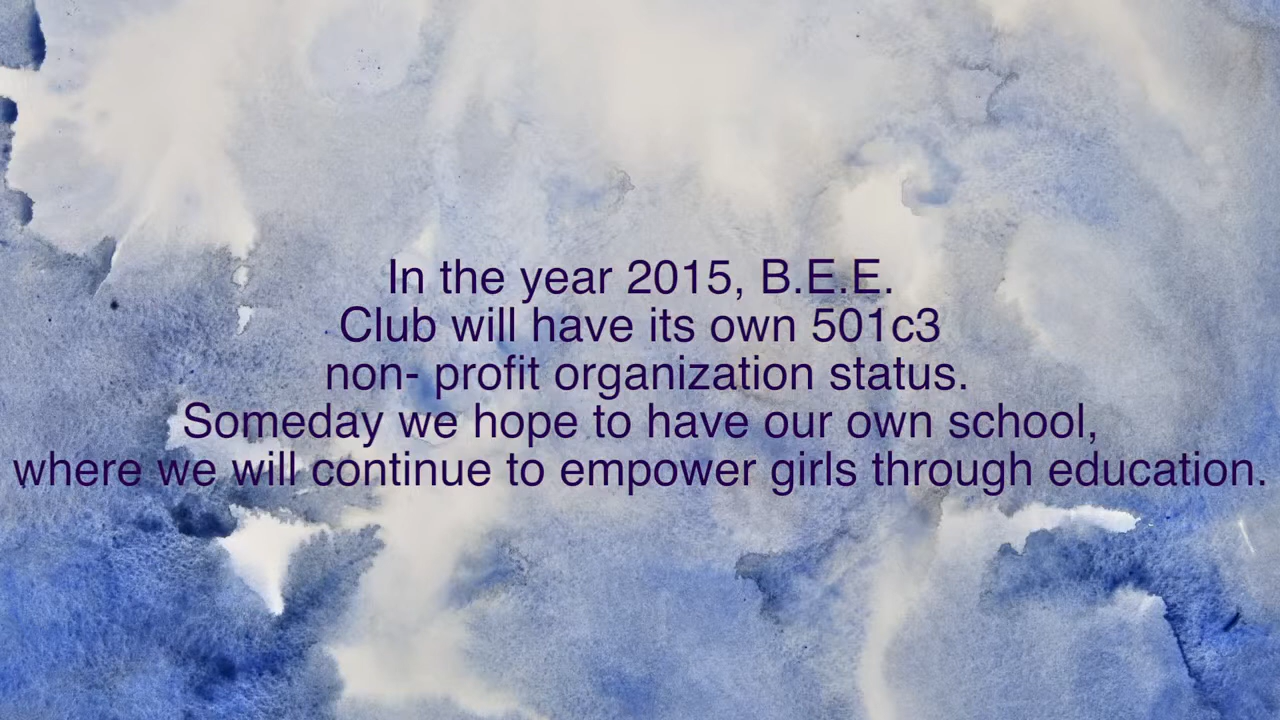 In the year 2015, B.E.E.
Club will have its own 501c3
non- profit organization status.
Someday we hope to have our own school,
where we will continue to empower girls through education.